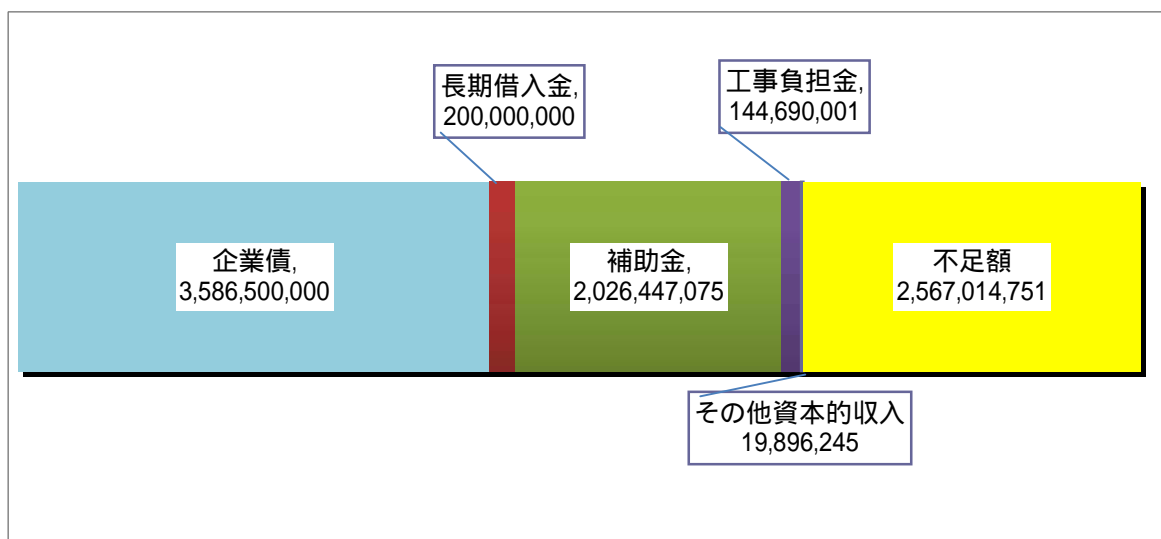 長期借入金,
200,000,000
工事負担金,
144,690,001
企業債,
3,586,500,000
補助金,
2,026,447,075
不足額
2,567,014,751
その他資本的収入
19,896,245